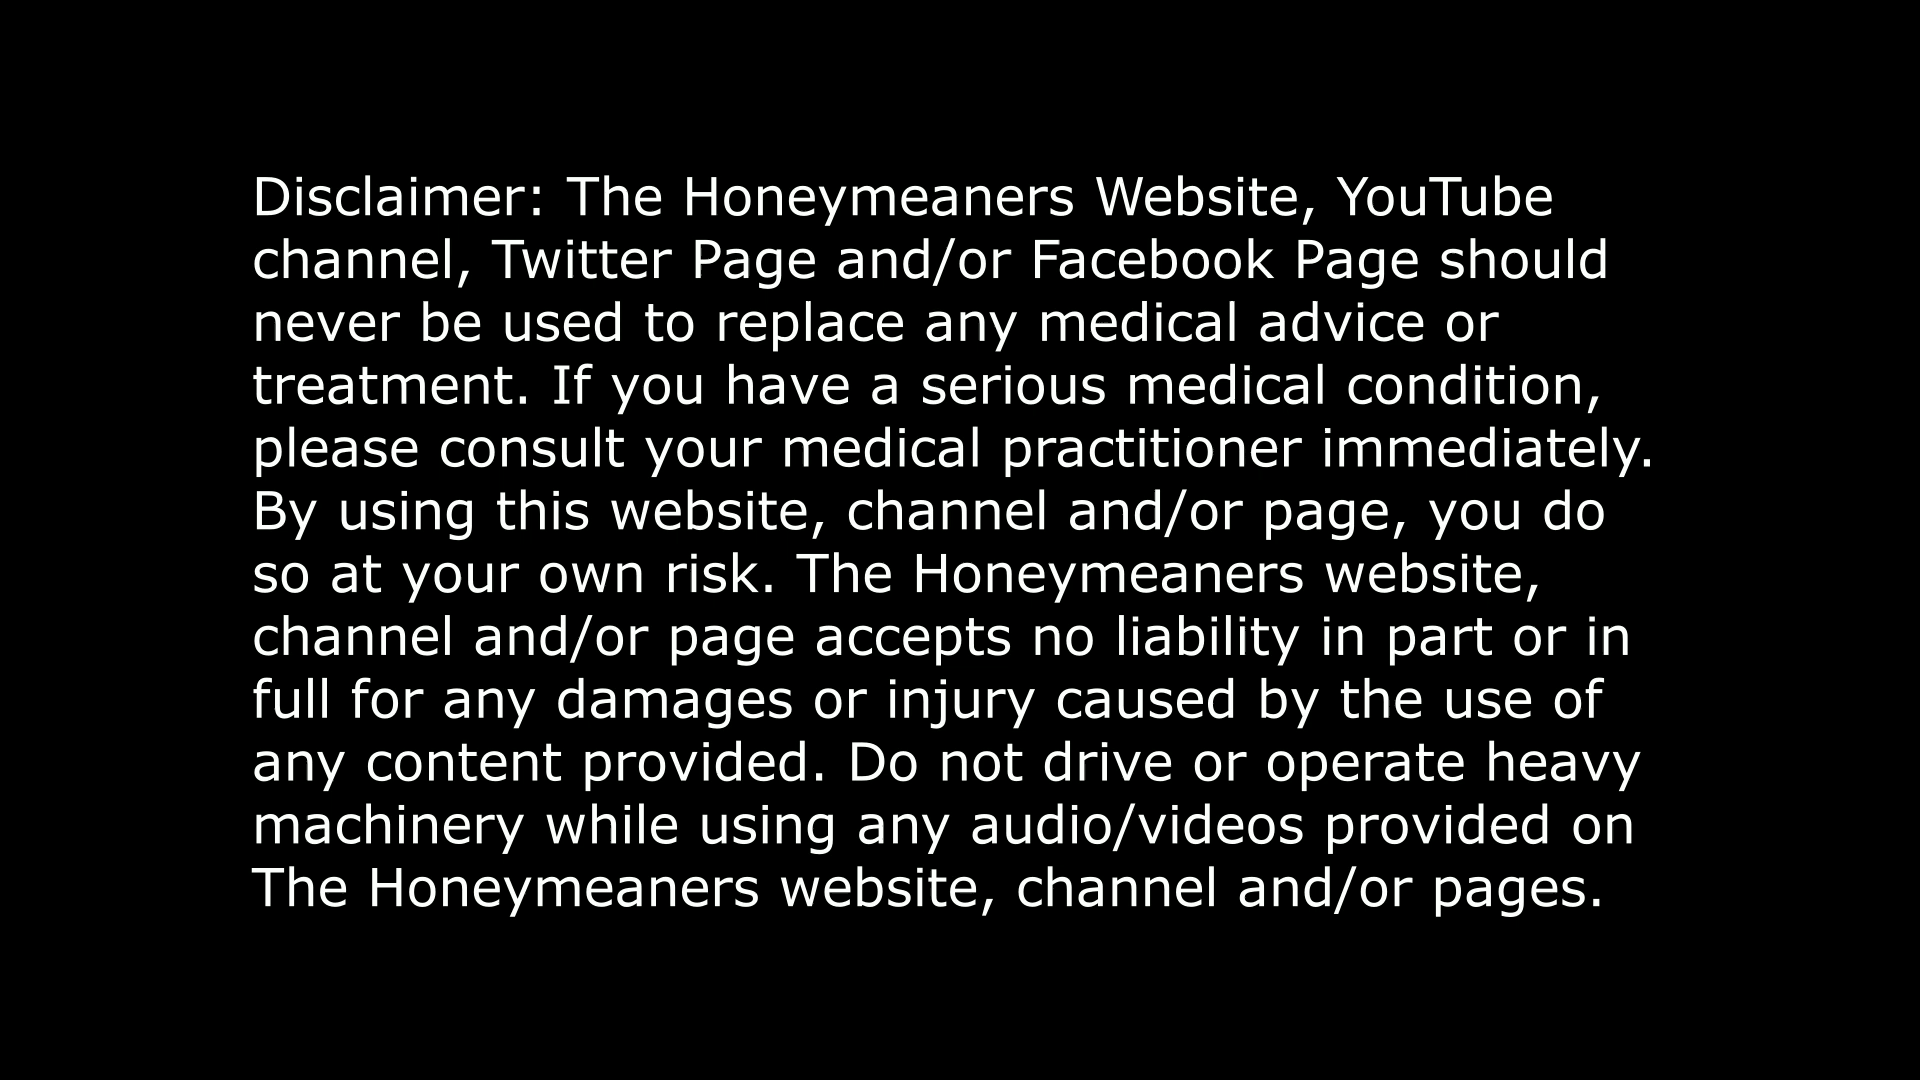 Disclaimer: The Honeymeaners Website, YouTube
channel, Twitter Page and/or Facebook Page should
never be used to replace any medical advice or
treatment. If you have a serious medical condition,
please consult your medical practitioner immediately.
By using this website, channel and/or page, you do
so at your own risk. The Honeymeaners website,
channel and/or page accepts no liability in part or in
full for any damages or injury caused by the use of
any content provided. Do not drive or operate heavy
machinery while using any audio/videos provided on
The Honeymeaners website, channel and/or pages.